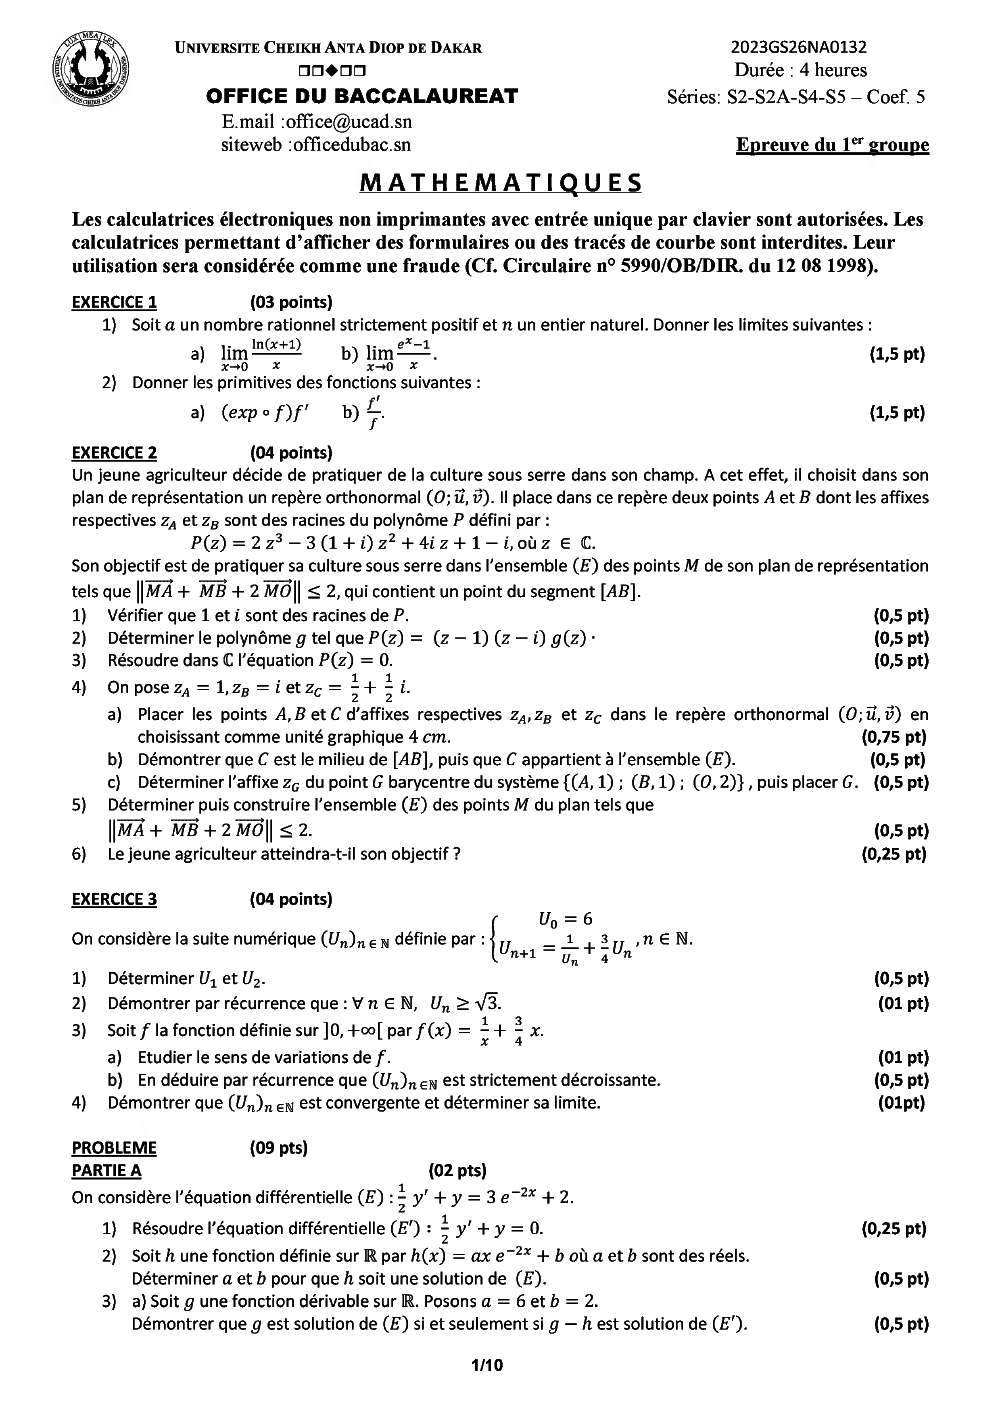 UNIVERSITE CHEIKH ANTA DIOP DE DAKAR
2023GS26NA0132
□□◆□□
Durée : 4 heures
OFFICE DU BACCALAUREAT
Séries: S2-S2A-S4-S5 – Coef. 5
E.mail :office@ucad.sn
siteweb :officedubac.sn
Epreuve du 1er groupe
MATHEMATIQUES
Les calculatrices électroniques non imprimantes avec entrée unique par clavier sont autorisées. Les
calculatrices permettant d’afficher des formulaires ou des tracés de courbe sont interdites. Leur
utilisation sera considérée comme une fraude (Cf. Circulaire n° 5990/OB/DIR. du 12 08 1998).
EXERCICE 1 (03 points)
1) Soit a un nombre rationnel strictement positif et n un entier naturel. Donner les limites suivantes :
a) lim x→0 ln(x+1)/x b) lim x→0 (e^x−1)/x. (1,5 pt)
2) Donner les primitives des fonctions suivantes :
a) (exp ∘ f)f′ b) f′/f. (1,5 pt)
EXERCICE 2 (04 points)
Un jeune agriculteur décide de pratiquer de la culture sous serre dans son champ. A cet effet, il choisit dans son
plan de représentation un repère orthonormal (O; u⃗, v⃗). Il place dans ce repère deux points A et B dont les affixes
respectives z_A et z_B sont des racines du polynôme P défini par :
P(z) = 2 z³ − 3 (1 + i) z² + 4i z + 1 − i, où z ∈ ℂ.
Son objectif est de pratiquer sa culture sous serre dans l’ensemble (E) des points M de son plan de représentation
tels que ‖MA⃗ + MB⃗ + 2 MO⃗‖ ≤ 2, qui contient un point du segment [AB].
1) Vérifier que 1 et i sont des racines de P. (0,5 pt)
2) Déterminer le polynôme g tel que P(z) = (z − 1) (z − i) g(z) · (0,5 pt)
3) Résoudre dans ℂ l’équation P(z) = 0. (0,5 pt)
4) On pose z_A = 1, z_B = i et z_C = 1/2 + 1/2 i.
a) Placer les points A, B et C d’affixes respectives z_A, z_B et z_C dans le repère orthonormal (O; u⃗, v⃗) en
choisissant comme unité graphique 4 cm. (0,75 pt)
b) Démontrer que C est le milieu de [AB], puis que C appartient à l’ensemble (E). (0,5 pt)
c) Déterminer l’affixe z_G du point G barycentre du système {(A, 1) ; (B, 1) ; (O, 2)} , puis placer G. (0,5 pt)
5) Déterminer puis construire l’ensemble (E) des points M du plan tels que
‖MA⃗ + MB⃗ + 2 MO⃗‖ ≤ 2. (0,5 pt)
6) Le jeune agriculteur atteindra-t-il son objectif ? (0,25 pt)
EXERCICE 3 (04 points)
On considère la suite numérique (U_n)_{n ∈ ℕ} définie par : { U_0 = 6 ; U_{n+1} = 1/U_n + 3/4 U_n , n ∈ ℕ.
1) Déterminer U_1 et U_2. (0,5 pt)
2) Démontrer par récurrence que : ∀ n ∈ ℕ, U_n ≥ √3. (01 pt)
3) Soit f la fonction définie sur ]0, +∞[ par f(x) = 1/x + 3/4 x.
a) Etudier le sens de variations de f. (01 pt)
b) En déduire par récurrence que (U_n)_{n ∈ℕ} est strictement décroissante. (0,5 pt)
4) Démontrer que (U_n)_{n ∈ℕ} est convergente et déterminer sa limite. (01pt)
PROBLEME (09 pts)
PARTIE A (02 pts)
On considère l’équation différentielle (E) : 1/2 y′ + y = 3 e^{−2x} + 2.
1) Résoudre l’équation différentielle (E′) : 1/2 y′ + y = 0. (0,25 pt)
2) Soit h une fonction définie sur ℝ par h(x) = ax e^{−2x} + b où a et b sont des réels.
Déterminer a et b pour que h soit une solution de (E). (0,5 pt)
3) a) Soit g une fonction dérivable sur ℝ. Posons a = 6 et b = 2.
Démontrer que g est solution de (E) si et seulement si g − h est solution de (E′). (0,5 pt)
1/10